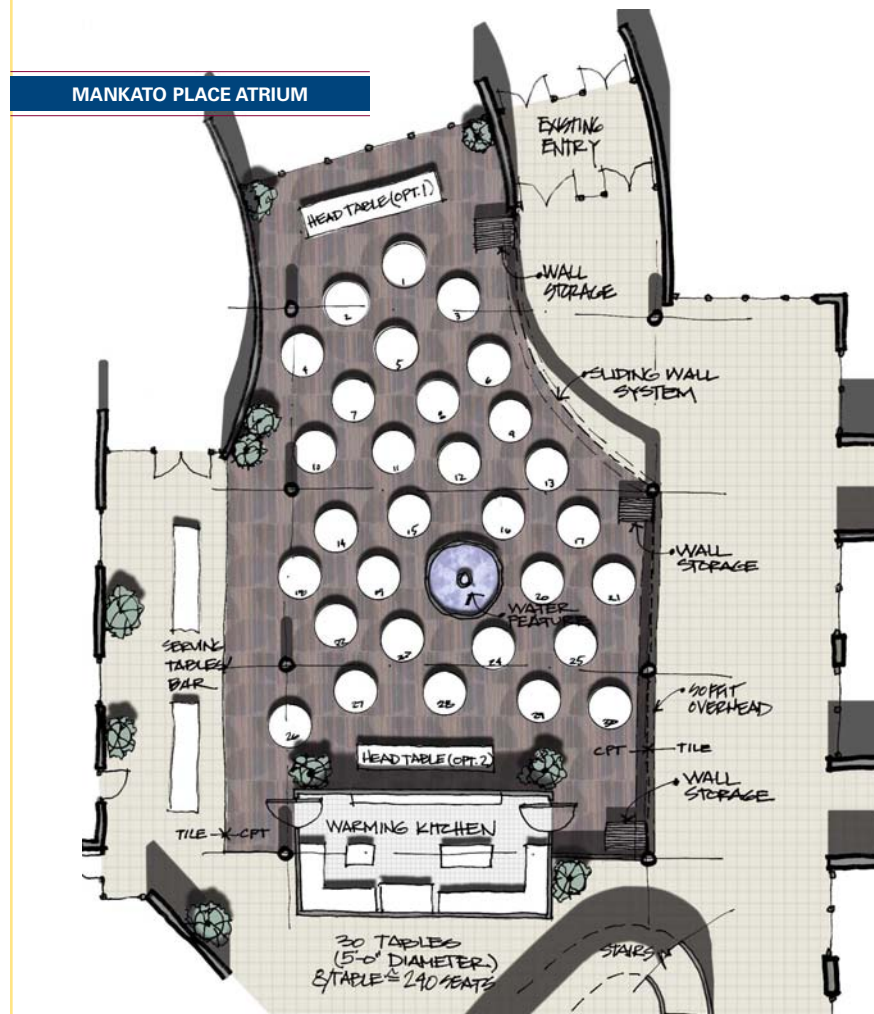 MANKATO PLACE ATRIUM
EXISTING
ENTRY
HEAD TABLE (OPT. 1)
WALL
STORAGE
1
2
3
4
5
6
SLIDING WALL
SYSTEM
7
8
9
10
11
12
13
14
15
16
17
WALL
STORAGE
18
19
20
21
WATER
FEATURE
22
23
24
25
SERVING
TABLES/
BAR
26
27
28
29
30
SOFFIT
OVERHEAD
HEAD TABLE (OPT. 2)
CPT
TILE
WALL
STORAGE
TILE
CPT
WARMING KITCHEN
30 TABLES
(5'-0" DIAMETER)
8/TABLE = 240 SEATS
STAIRS